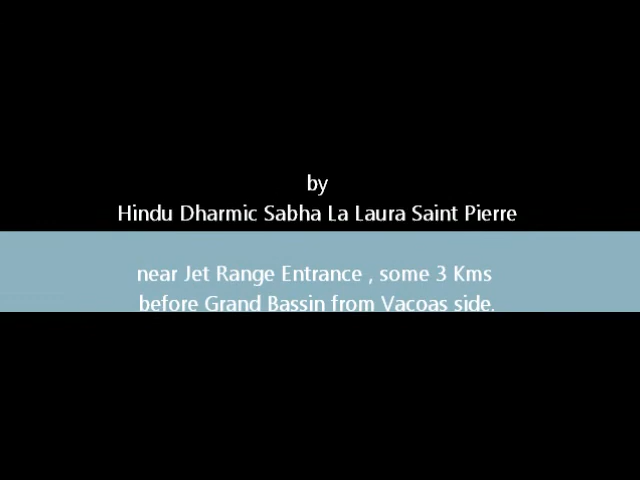 by
Hindu Dharmic Sabha La Laura Saint Pierre
near Jet Range Entrance , some 3 Kms
before Grand Bassin from Vacoas side.